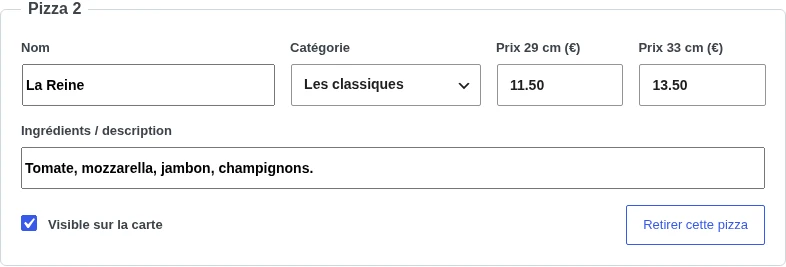 Pizza 2
Nom
Catégorie
Prix 29 cm (€)
Prix 33 cm (€)
La Reine
Les classiques
11.50
13.50
Ingrédients / description
Tomate, mozzarella, jambon, champignons.
Visible sur la carte
Retirer cette pizza